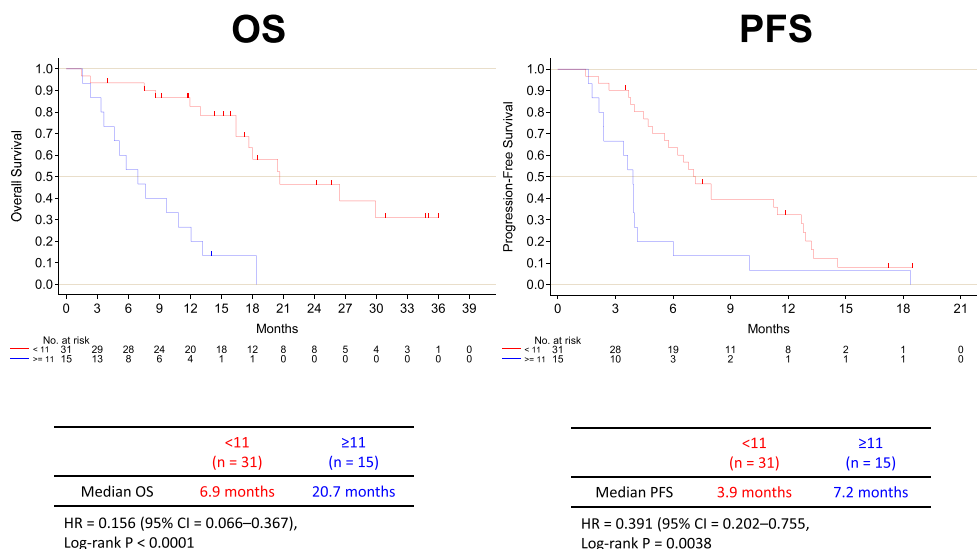 OS
PFS
Overall Survival
1.0
0.9
0.8
0.7
0.6
0.5
0.4
0.3
0.2
0.1
0.0
0 3 6 9 12 15 18 21 24 27 30 33 36 39
Months
No. at risk
< 11 31 29 28 24 20 18 12 8 8 5 4 3 1 0
>= 11 15 13 8 6 4 1 1 0 0 0 0 0 0 0
Progression-Free Survival
1.0
0.9
0.8
0.7
0.6
0.5
0.4
0.3
0.2
0.1
0.0
0 3 6 9 12 15 18 21
Months
No. at risk
< 11 31 28 19 11 8 2 1 0
>= 11 15 10 3 2 1 1 1 0
<11 ≥11
(n = 31) (n = 15)
Median OS 6.9 months 20.7 months
HR = 0.156 (95% CI = 0.066–0.367),
Log-rank P < 0.0001
<11 ≥11
(n = 31) (n = 15)
Median PFS 3.9 months 7.2 months
HR = 0.391 (95% CI = 0.202–0.755,
Log-rank P = 0.0038